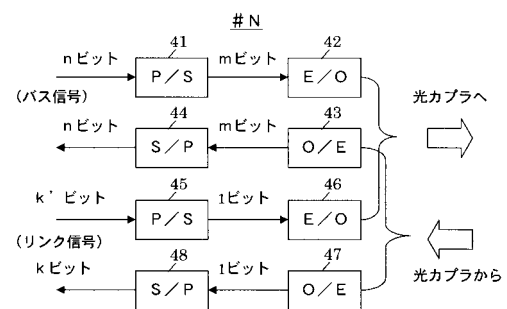 #N
41
42
nビット
P/S
mビット
E/O
(バス信号)
光カプラへ
44
43
nビット
S/P
mビット
O/E
45
46
k'ビット
P/S
1ビット
E/O
(リンク信号)
48
47
kビット
S/P
1ビット
O/E
光カプラから